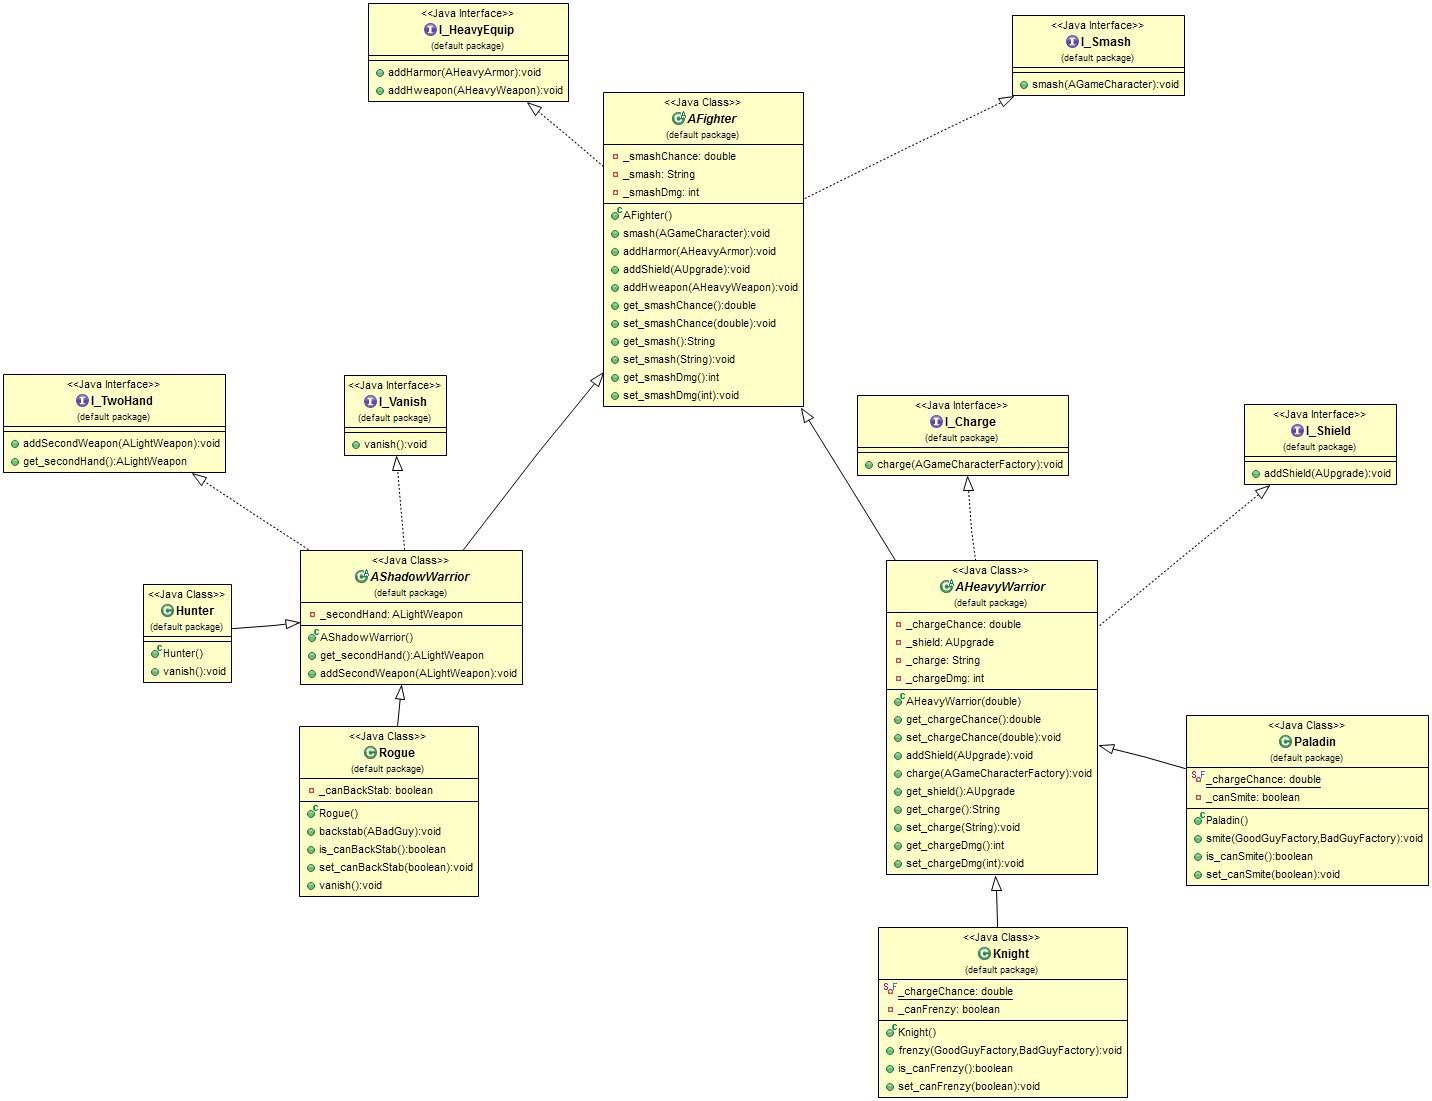 <<Java Interface>>
I_HeavyEquip
(default package)
addHarmor(AHeavyArmor):void
addHweapon(AHeavyWeapon):void
<<Java Interface>>
I_Smash
(default package)
smash(AGameCharacter):void
<<Java Class>>
AFighter
(default package)
_smashChance: double
_smash: String
_smashDmg: int
AFighter()
smash(AGameCharacter):void
addHarmor(AHeavyArmor):void
addShield(AUpgrade):void
addHweapon(AHeavyWeapon):void
get_smashChance():double
set_smashChance(double):void
get_smash():String
set_smash(String):void
get_smashDmg():int
set_smashDmg(int):void
<<Java Interface>>
I_TwoHand
(default package)
addSecondWeapon(ALightWeapon):void
get_secondHand():ALightWeapon
<<Java Interface>>
I_Vanish
(default package)
vanish():void
<<Java Interface>>
I_Charge
(default package)
charge(AGameCharacterFactory):void
<<Java Interface>>
I_Shield
(default package)
addShield(AUpgrade):void
<<Java Class>>
AShadowWarrior
(default package)
_secondHand: ALightWeapon
AShadowWarrior()
get_secondHand():ALightWeapon
addSecondWeapon(ALightWeapon):void
<<Java Class>>
Hunter
(default package)
Hunter()
vanish():void
<<Java Class>>
AHeavyWarrior
(default package)
_chargeChance: double
_shield: AUpgrade
_charge: String
_chargeDmg: int
AHeavyWarrior(double)
get_chargeChance():double
set_chargeChance(double):void
addShield(AUpgrade):void
charge(AGameCharacterFactory):void
get_shield():AUpgrade
get_charge():String
set_charge(String):void
get_chargeDmg():int
set_chargeDmg(int):void
<<Java Class>>
Rogue
(default package)
_canBackStab: boolean
Rogue()
backstab(ABadGuy):void
is_canBackStab():boolean
set_canBackStab(boolean):void
vanish():void
<<Java Class>>
Paladin
(default package)
_chargeChance: double
_canSmite: boolean
Paladin()
smite(GoodGuyFactory,BadGuyFactory):void
is_canSmite():boolean
set_canSmite(boolean):void
<<Java Class>>
Knight
(default package)
_chargeChance: double
_canFrenzy: boolean
Knight()
frenzy(GoodGuyFactory,BadGuyFactory):void
is_canFrenzy():boolean
set_canFrenzy(boolean):void